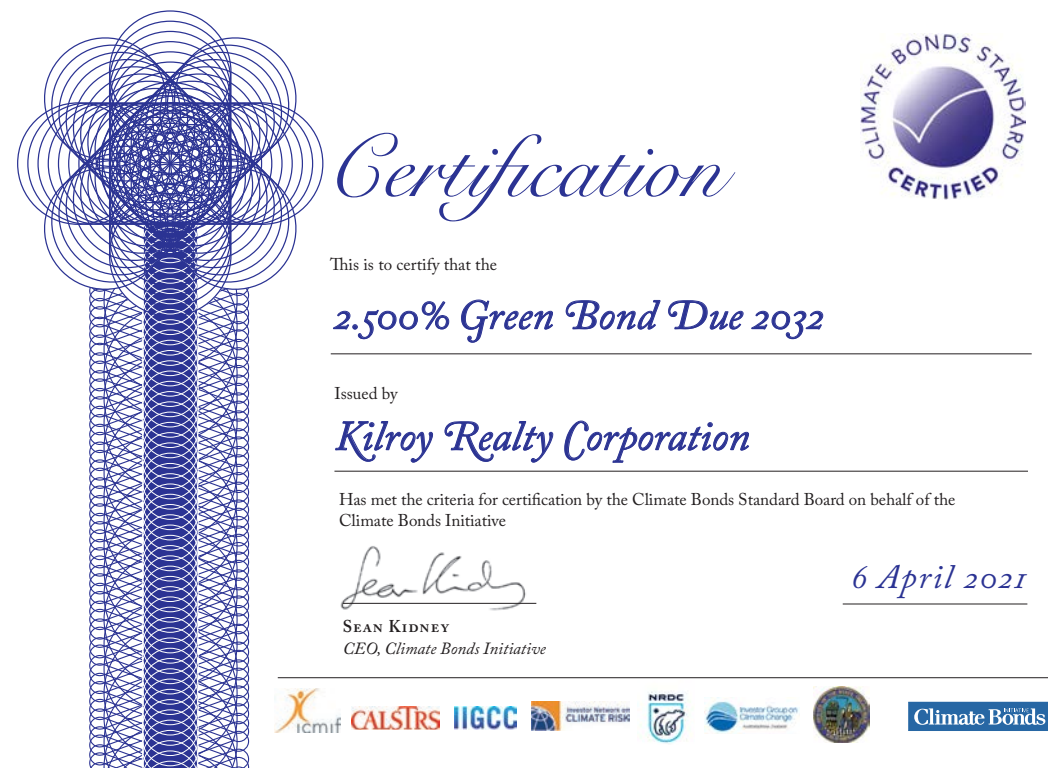 CLIMATE BONDS STANDARD
CERTIFIED
Certification
This is to certify that the
2.500% Green Bond Due 2032
Issued by
Kilroy Realty Corporation
Has met the criteria for certification by the Climate Bonds Standard Board on behalf of the
Climate Bonds Initiative
Sean Kidney
6 April 2021
SEAN KIDNEY
CEO, Climate Bonds Initiative
icmif
CALSTRS
IIGCC
Investor Network on
CLIMATE RISK
NRDC
Investor Group on
Climate Change
INITIATIVE
Climate Bonds